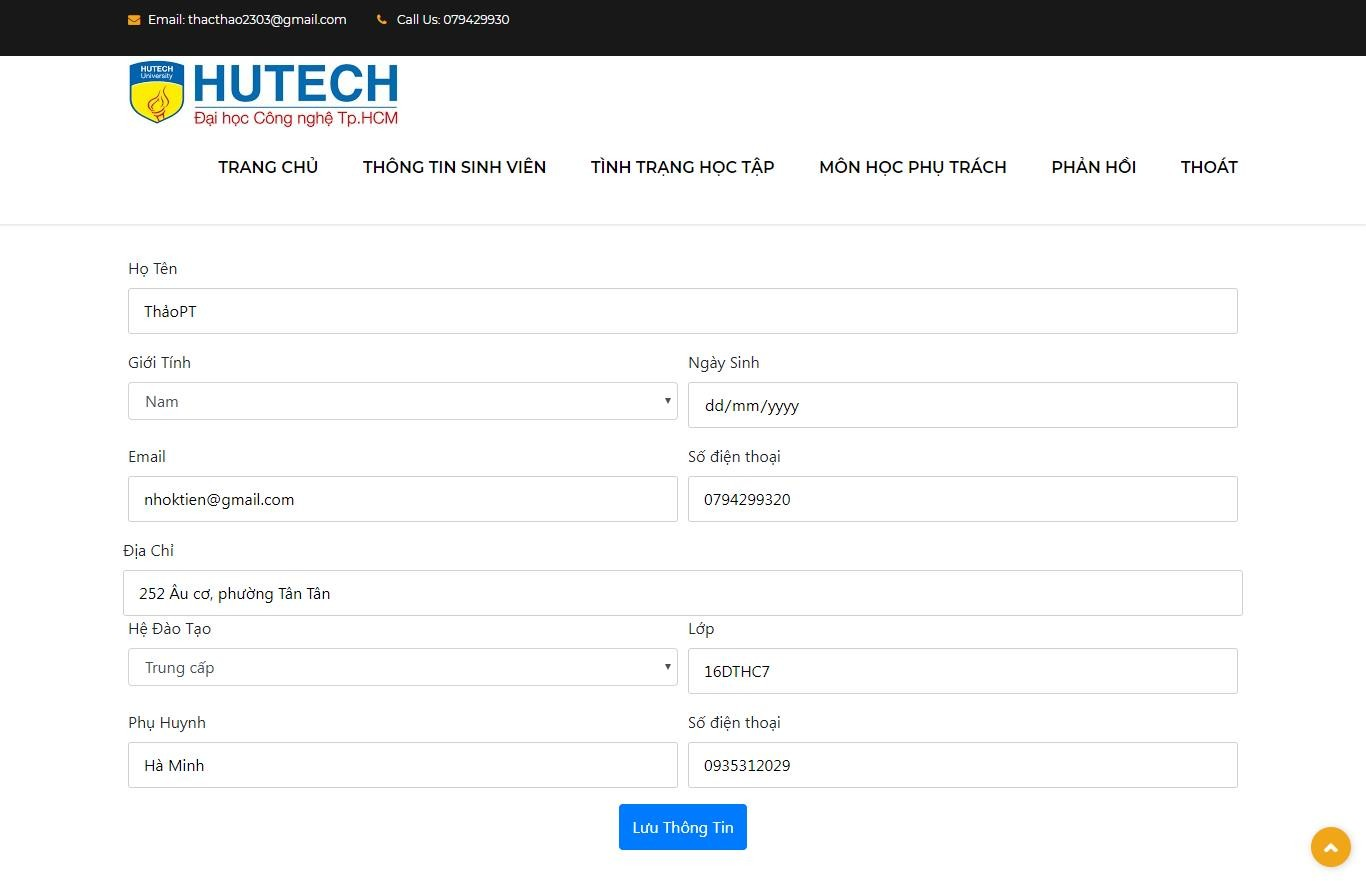 Email: thacthao2303@gmail.com Call Us: 079429930
HUTECH
University
HUTECH
Đại học Công nghệ Tp.HCM
TRANG CHỦ THÔNG TIN SINH VIÊN TÌNH TRẠNG HỌC TẬP MÔN HỌC PHỤ TRÁCH PHẢN HỒI THOÁT
Họ Tên
ThảoPT
Giới Tính Ngày Sinh
Nam dd/mm/yyyy
Email Số điện thoại
nhoktien@gmail.com 0794299320
Địa Chỉ
252 Âu cơ, phường Tân Tân
Hệ Đào Tạo Lớp
Trung cấp 16DTHC7
Phụ Huynh Số điện thoại
Hà Minh 0935312029
Lưu Thông Tin